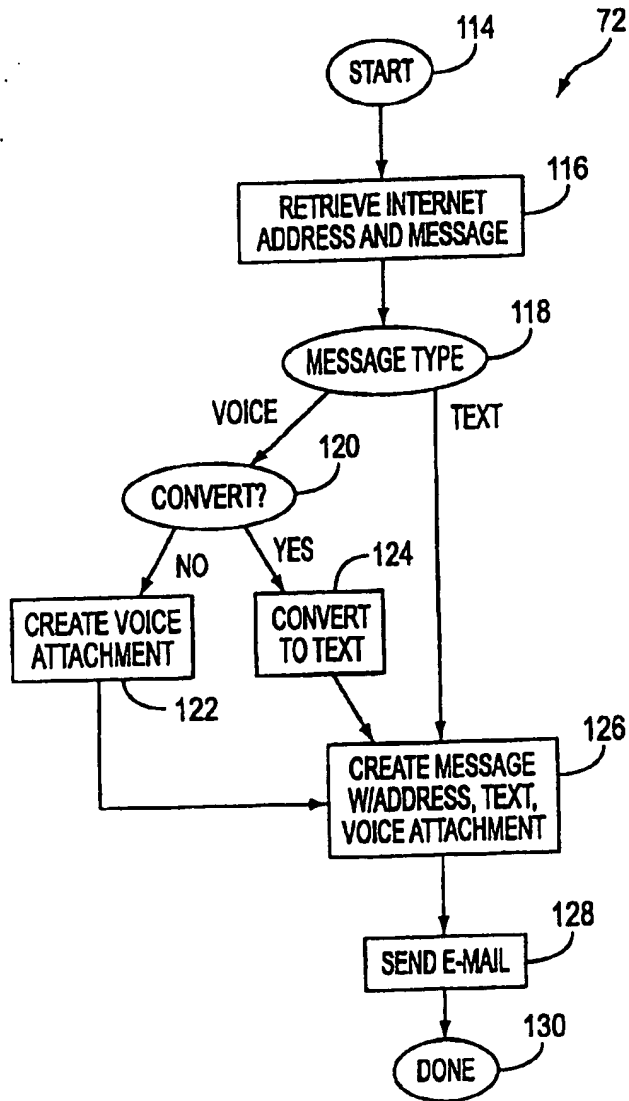 114
72
START
116
RETRIEVE INTERNET
ADDRESS AND MESSAGE
118
MESSAGE TYPE
VOICE
TEXT
120
CONVERT?
NO
YES
124
CREATE VOICE
ATTACHMENT
CONVERT
TO TEXT
122
126
CREATE MESSAGE
W/ADDRESS, TEXT,
VOICE ATTACHMENT
128
SEND E-MAIL
130
DONE